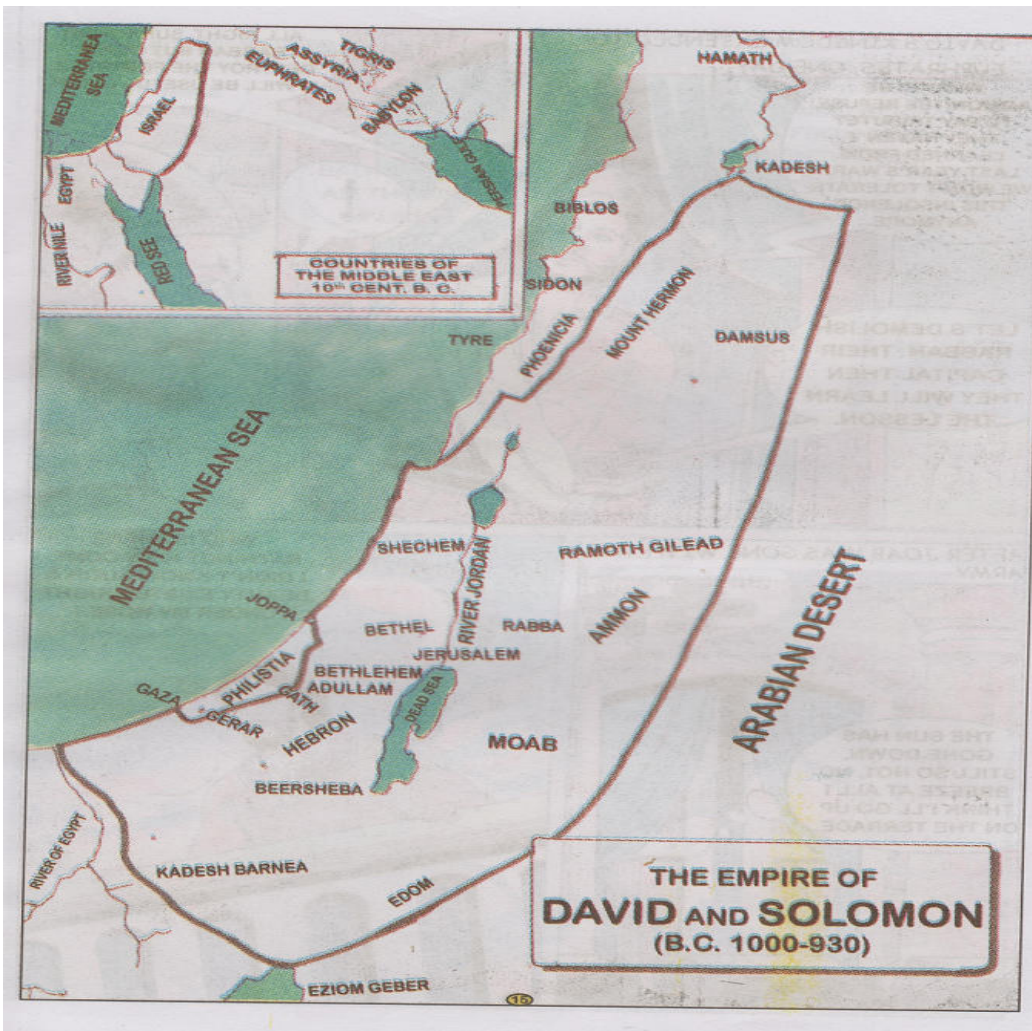 MEDITERRANEA
SEA
ISRAEL
TIGRIS
ASSYRIA
EUPHRATES
BABYLON
PERSIAN GULF
EGYPT
RIVER NILE
RED SEE
COUNTRIES OF
THE MIDDLE EAST
10th CENT. B. C.
HAMATH
KADESH
BIBLOS
SIDON
TYRE
PHOENICIA
MOUNT HERMON
DAMSUS
MEDITERRANEAN SEA
SHECHEM
RIVER JORDAN
RAMOTH GILEAD
ARABIAN DESERT
JOPPA
BETHEL
RABBA
AMMON
JERUSALEM
PHILISTIA
BETHLEHEM
ADULLAM
GAZA
GATH
GERAR
HEBRON
DEAD SEA
MOAB
BEERSHEBA
RIVER OF EGYPT
KADESH BARNEA
EDOM
THE EMPIRE OF
DAVID AND SOLOMON
(B.C. 1000-930)
EZIOM GEBER
15